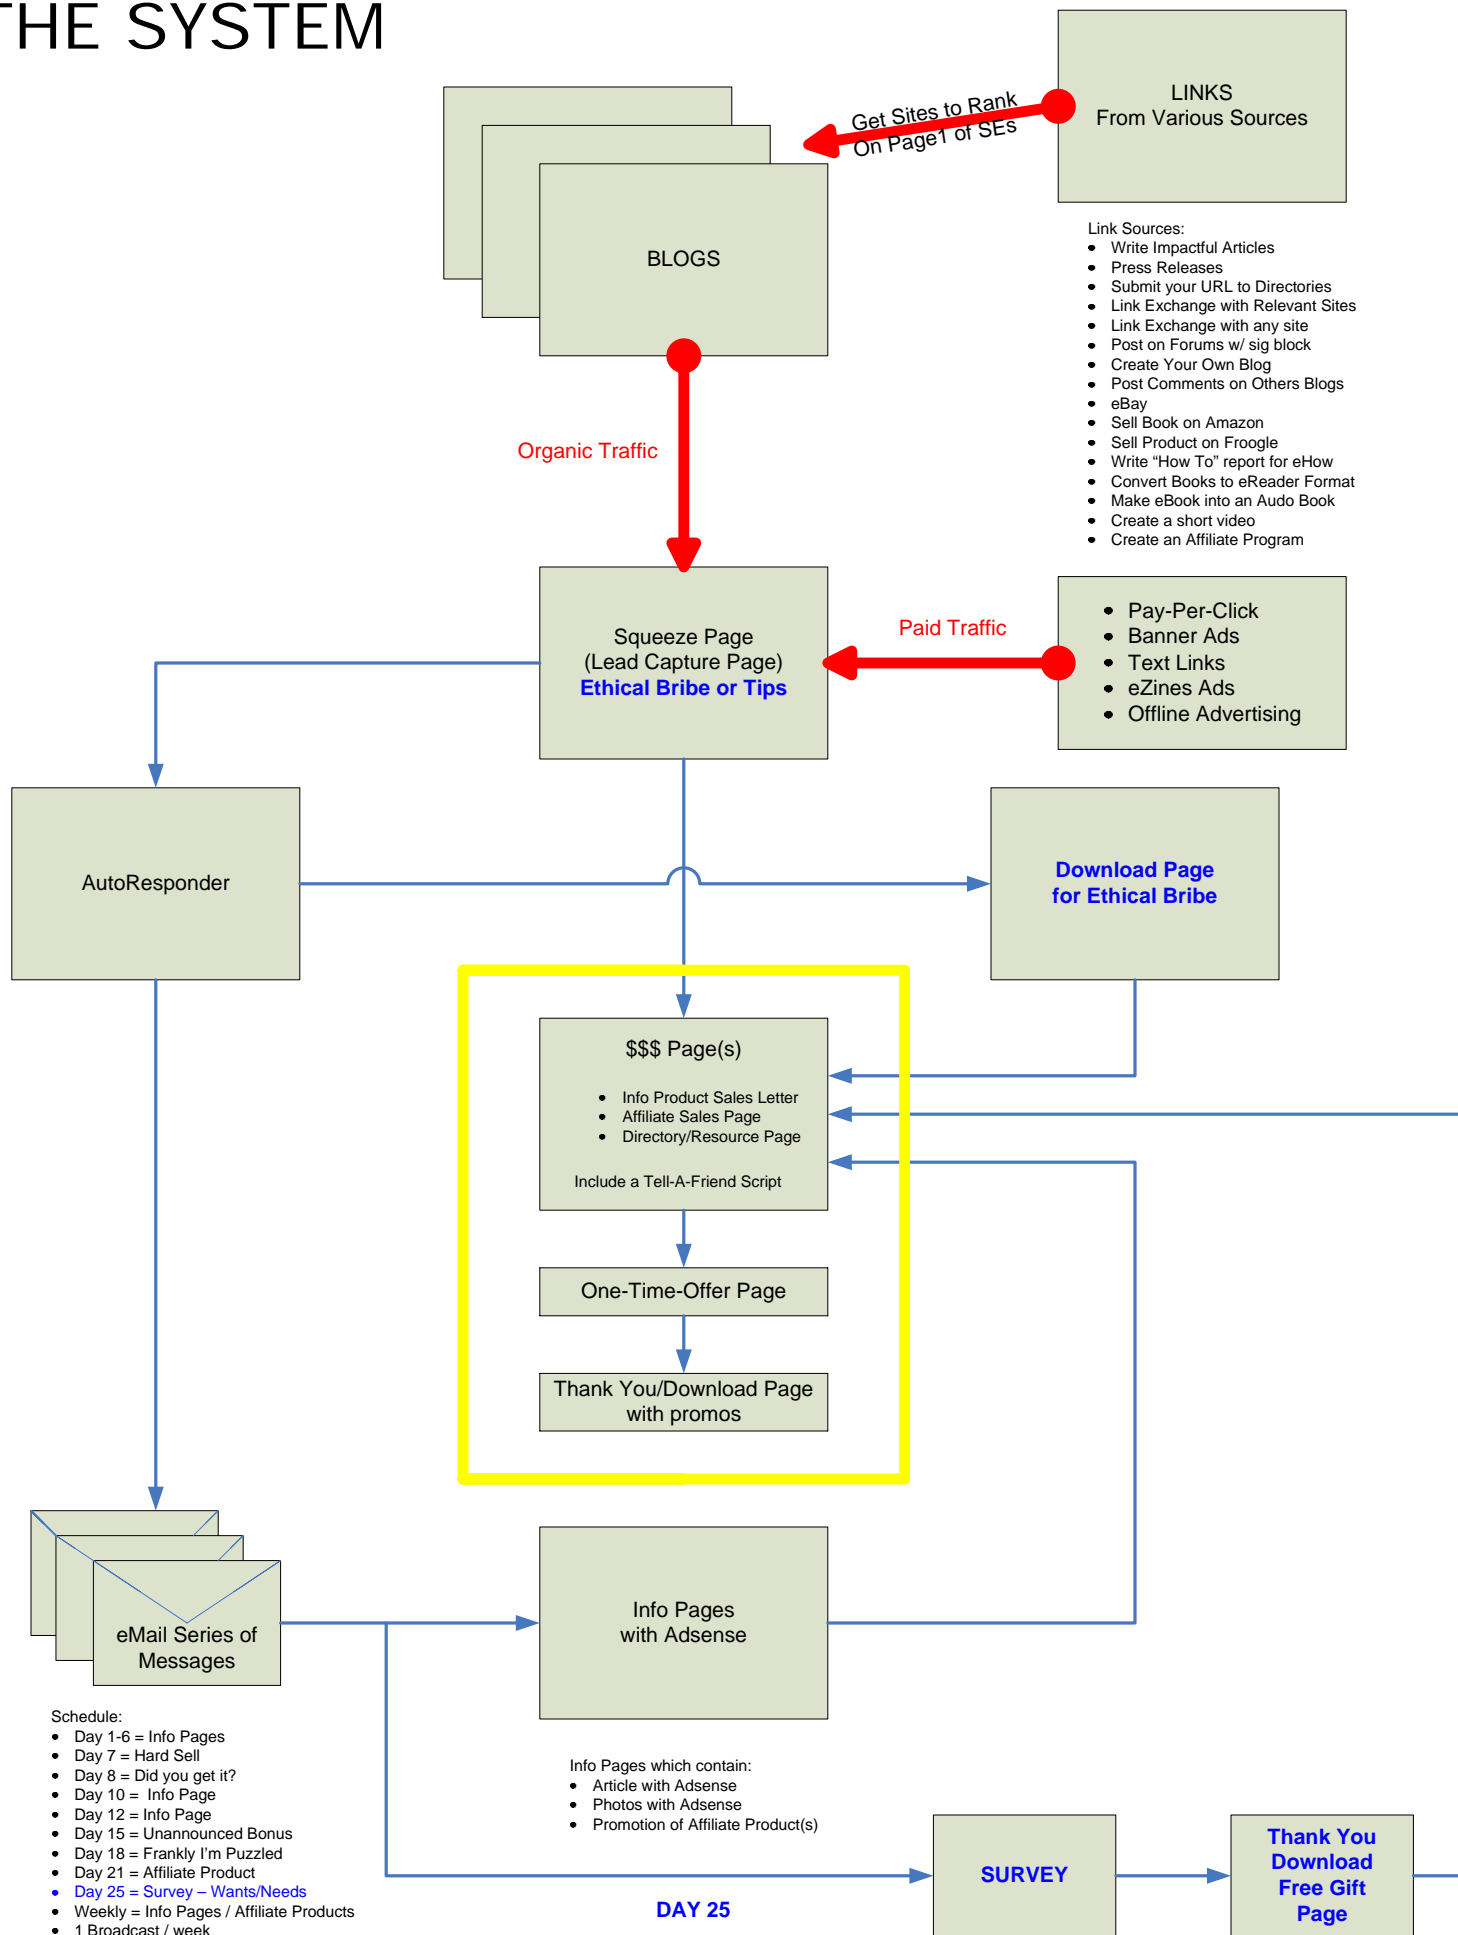 THE SYSTEM
LINKS
From Various Sources
Get Sites to Rank
On Page1 of SEs
BLOGS
Link Sources:
• Write Impactful Articles
• Press Releases
• Submit your URL to Directories
• Link Exchange with Relevant Sites
• Link Exchange with any site
• Post on Forums w/ sig block
• Create Your Own Blog
• Post Comments on Others Blogs
• eBay
• Sell Book on Amazon
• Sell Product on Froogle
• Write “How To” report for eHow
• Convert Books to eReader Format
• Make eBook into an Audo Book
• Create a short video
• Create an Affiliate Program
Organic Traffic
Squeeze Page
(Lead Capture Page)
Ethical Bribe or Tips
Paid Traffic
• Pay-Per-Click
• Banner Ads
• Text Links
• eZines Ads
• Offline Advertising
AutoResponder
Download Page
for Ethical Bribe
$$$ Page(s)
• Info Product Sales Letter
• Affiliate Sales Page
• Directory/Resource Page
Include a Tell-A-Friend Script
One-Time-Offer Page
Thank You/Download Page
with promos
eMail Series of
Messages
Info Pages
with Adsense
Schedule:
• Day 1-6 = Info Pages
• Day 7 = Hard Sell
• Day 8 = Did you get it?
• Day 10 =  Info Page
• Day 12 = Info Page
• Day 15 = Unannounced Bonus
• Day 18 = Frankly I’m Puzzled
• Day 21 = Affiliate Product
• Day 25 = Survey – Wants/Needs
• Weekly = Info Pages / Affiliate Products
• 1 Broadcast / week
Info Pages which contain:
• Article with Adsense
• Photos with Adsense
• Promotion of Affiliate Product(s)
DAY 25
SURVEY
Thank You
Download
Free Gift
Page